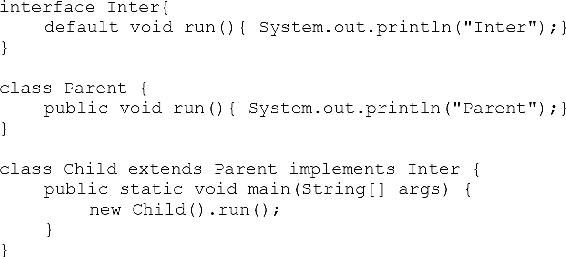 interface Inter{
    default void run(){ System.out.println("Inter");}
}

class Parent {
    public void run(){ System.out.println("Parent");}
}

class Child extends Parent implements Inter {
    public static void main(String[] args) {
        new Child().run();
    }
}